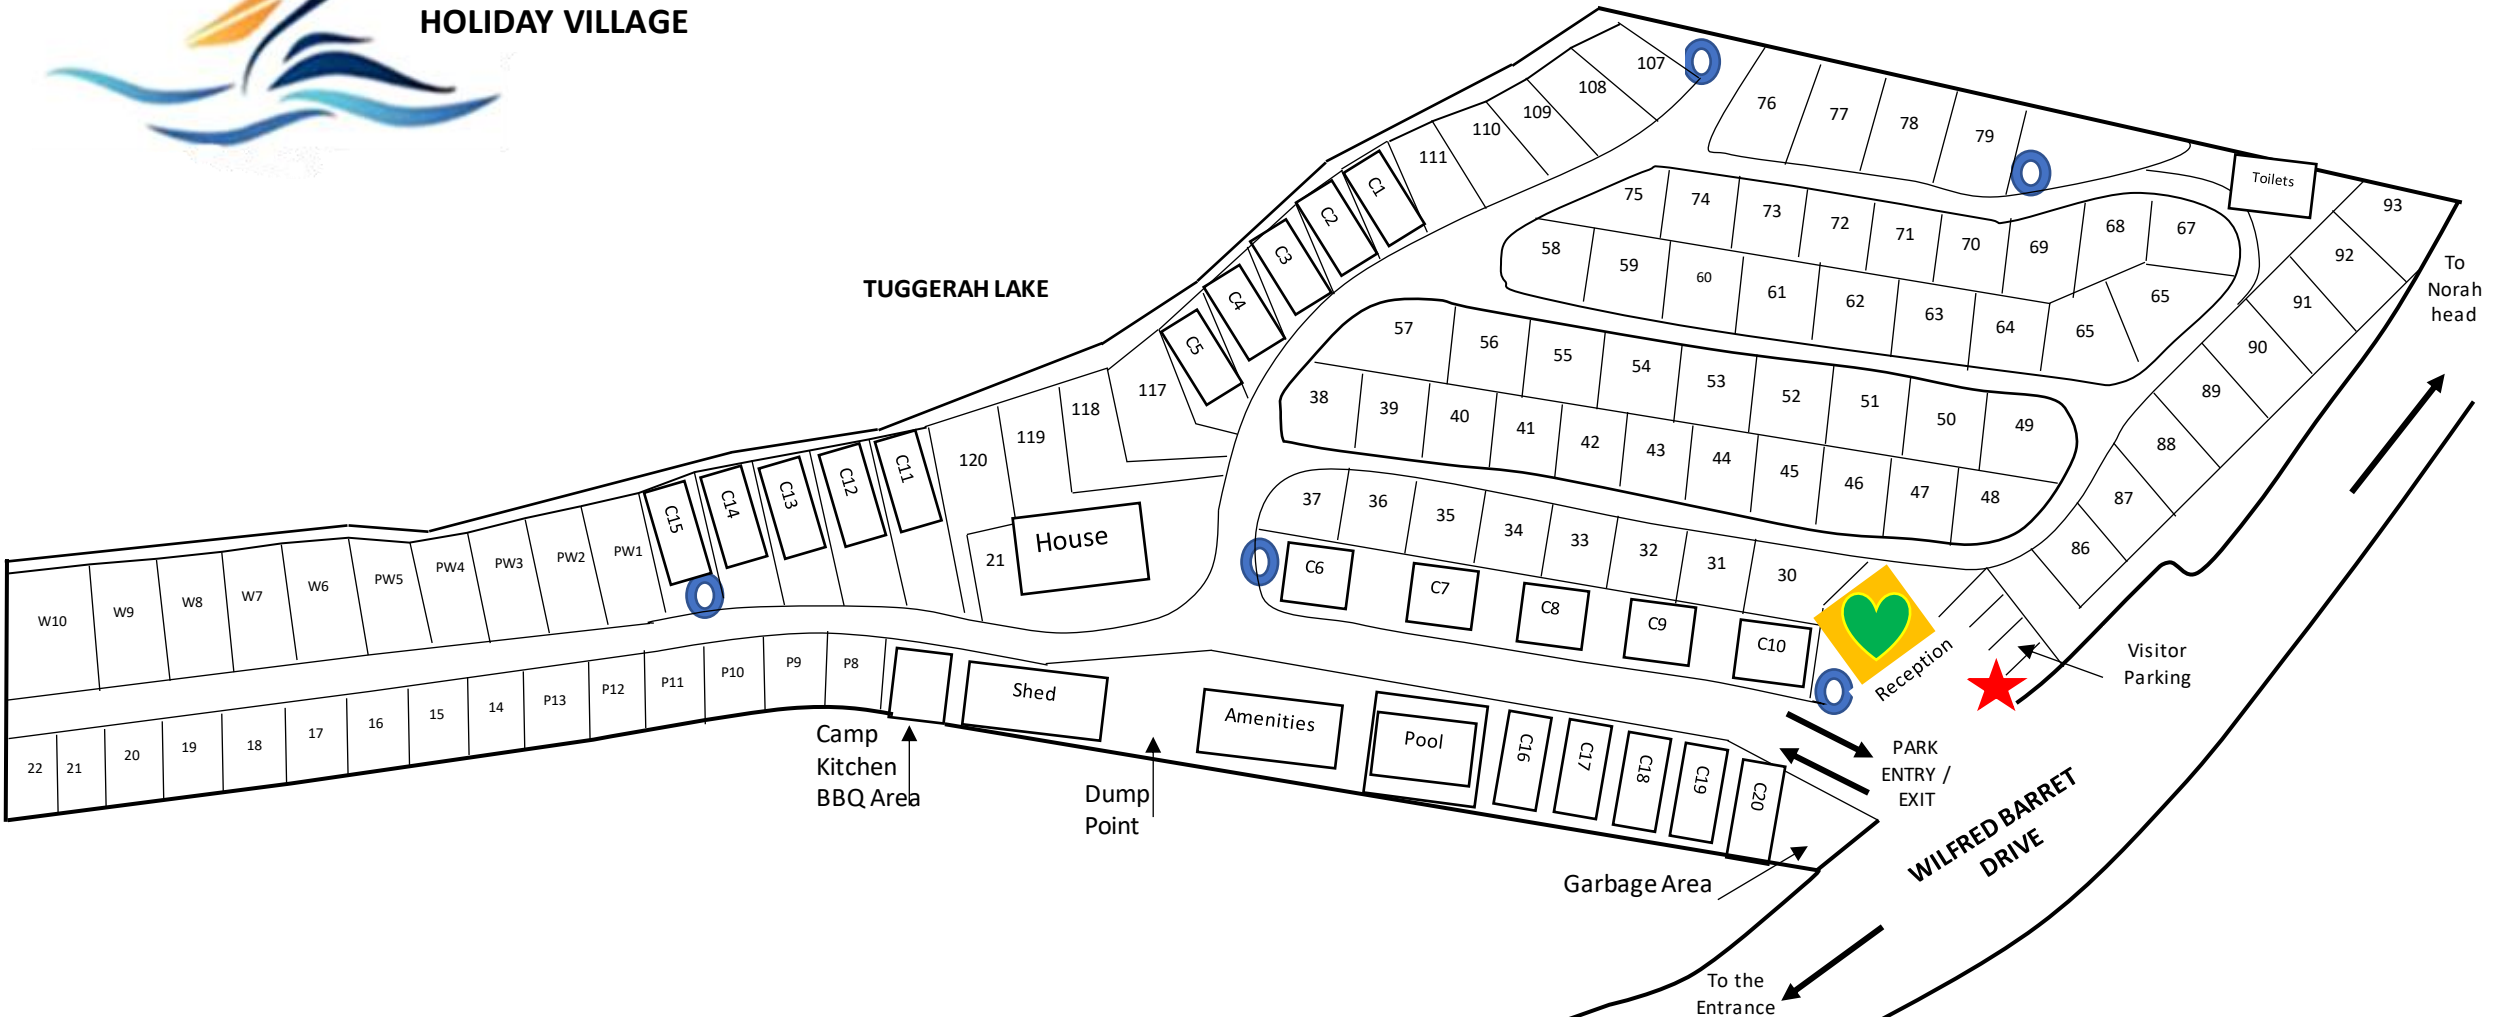 HOLIDAY VILLAGE
TUGGERAH LAKE
107
108
109
110
111
C1
C2
C3
C4
C5
117
118
119
120
C11
C12
C13
C14
C15
PW1
PW2
PW3
PW4
PW5
W6
W7
W8
W9
W10
21
House
76
77
78
79
Toilets
75
74
73
72
71
70
69
68
67
58
59
60
61
62
63
64
65
65
57
56
55
54
53
52
51
50
49
38
39
40
41
42
43
44
45
46
47
48
37
36
35
34
33
32
31
30
C6
C7
C8
C9
C10
93
92
91
90
89
88
87
86
To
Norah
head
Reception
Visitor
Parking
22
21
20
19
18
17
16
15
14
P13
P12
P11
P10
P9
P8
Shed
Amenities
Pool
C16
C17
C18
C19
C20
Camp
Kitchen
BBQ Area
Dump
Point
Garbage Area
PARK
ENTRY /
EXIT
WILFRED BARRET
DRIVE
To the
Entrance